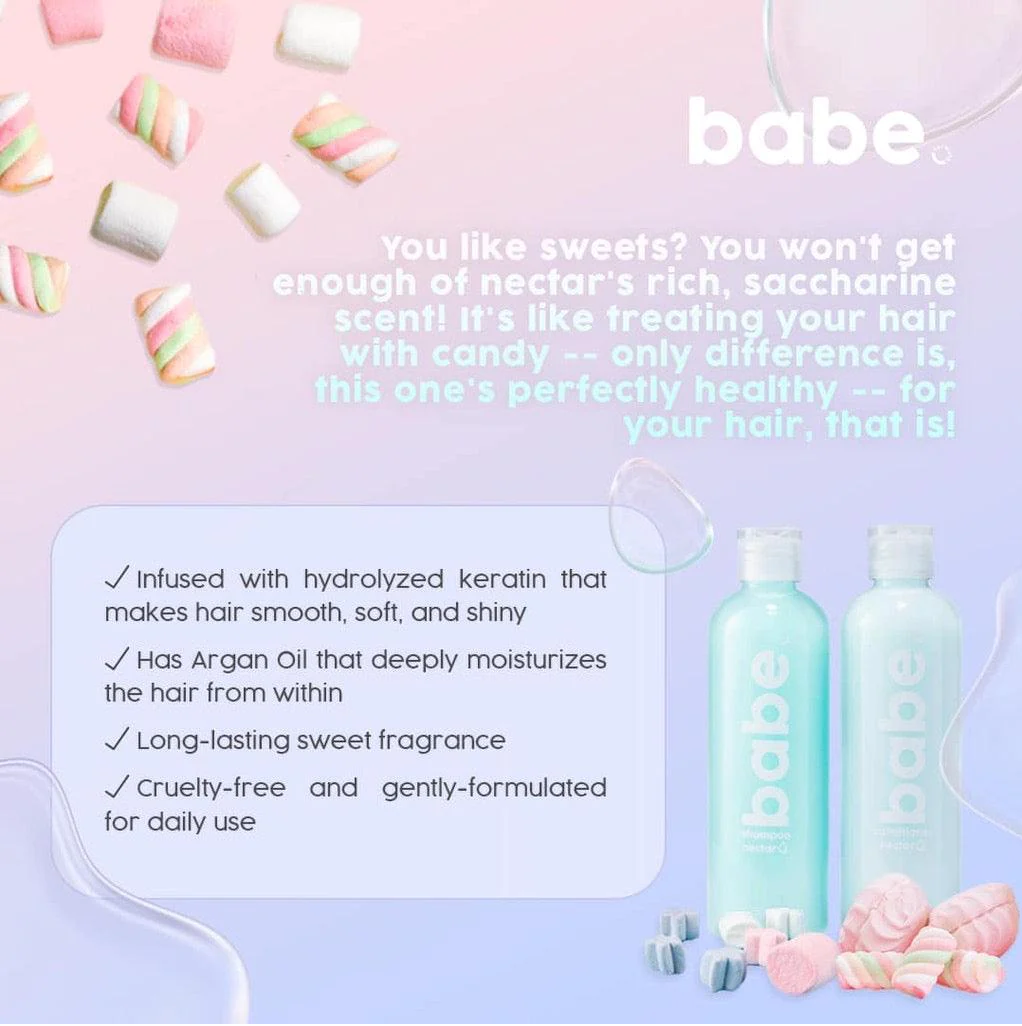 babe
You like sweets? You won't get
enough of nectar's rich, saccharine
scent! It's like treating your hair
with candy -- only difference is,
this one's perfectly healthy -- for
your hair, that is!
✓ Infused with hydrolyzed keratin that
makes hair smooth, soft, and shiny
✓ Has Argan Oil that deeply moisturizes
the hair from within
✓ Long-lasting sweet fragrance
✓ Cruelty-free and gently-formulated
for daily use
babe
shampoo
nectar
babe
conditioner
nectar